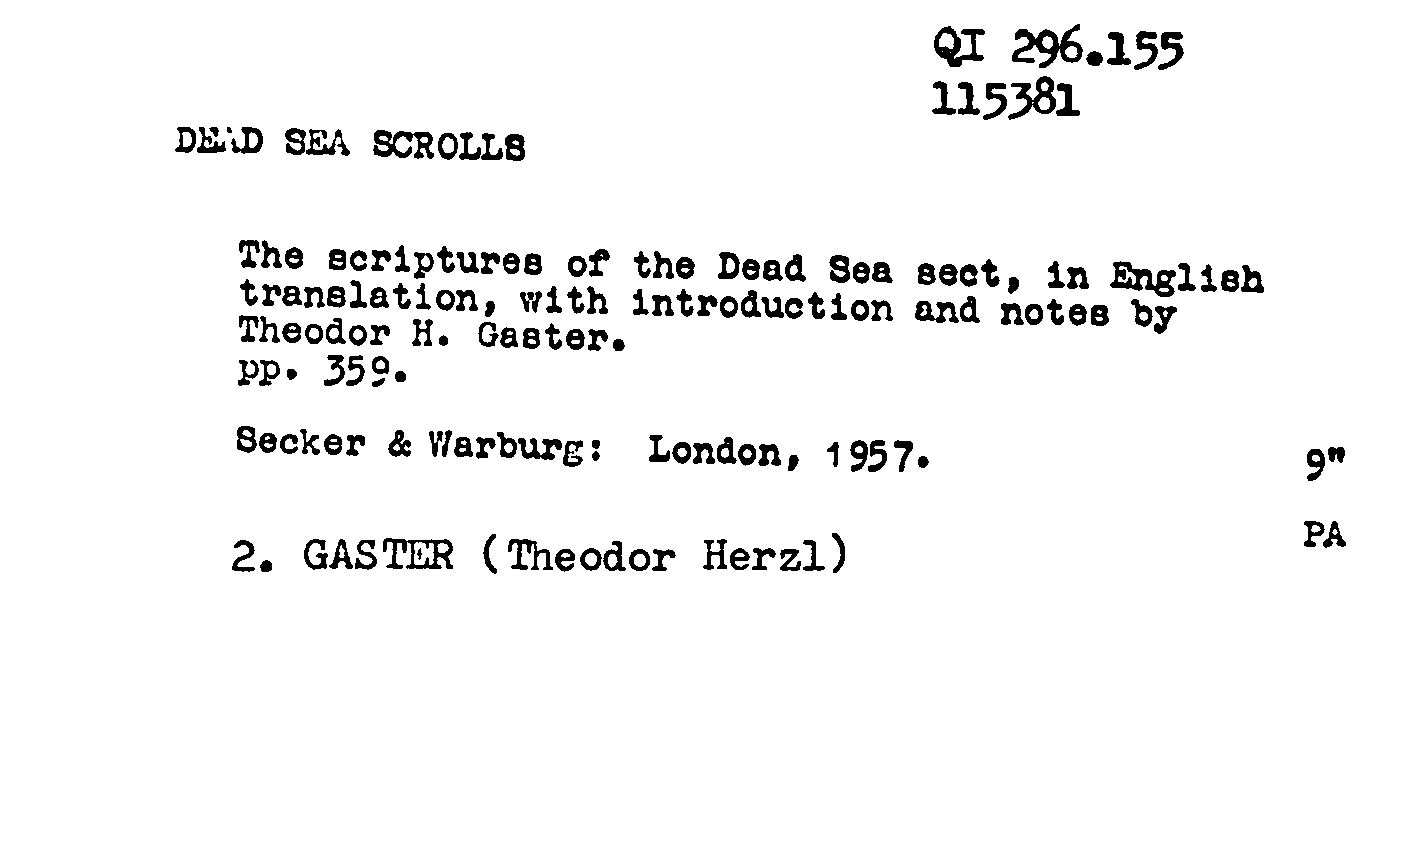 QI 296.155
115381
DEAD SEA SCROLLS
The scriptures of the Dead Sea sect, in English
translation, with introduction and notes by
Theodor H. Gaster.
pp. 359.
Secker & Warburg: London, 1957.
9"
PA
2. GASTER (Theodor Herzl)